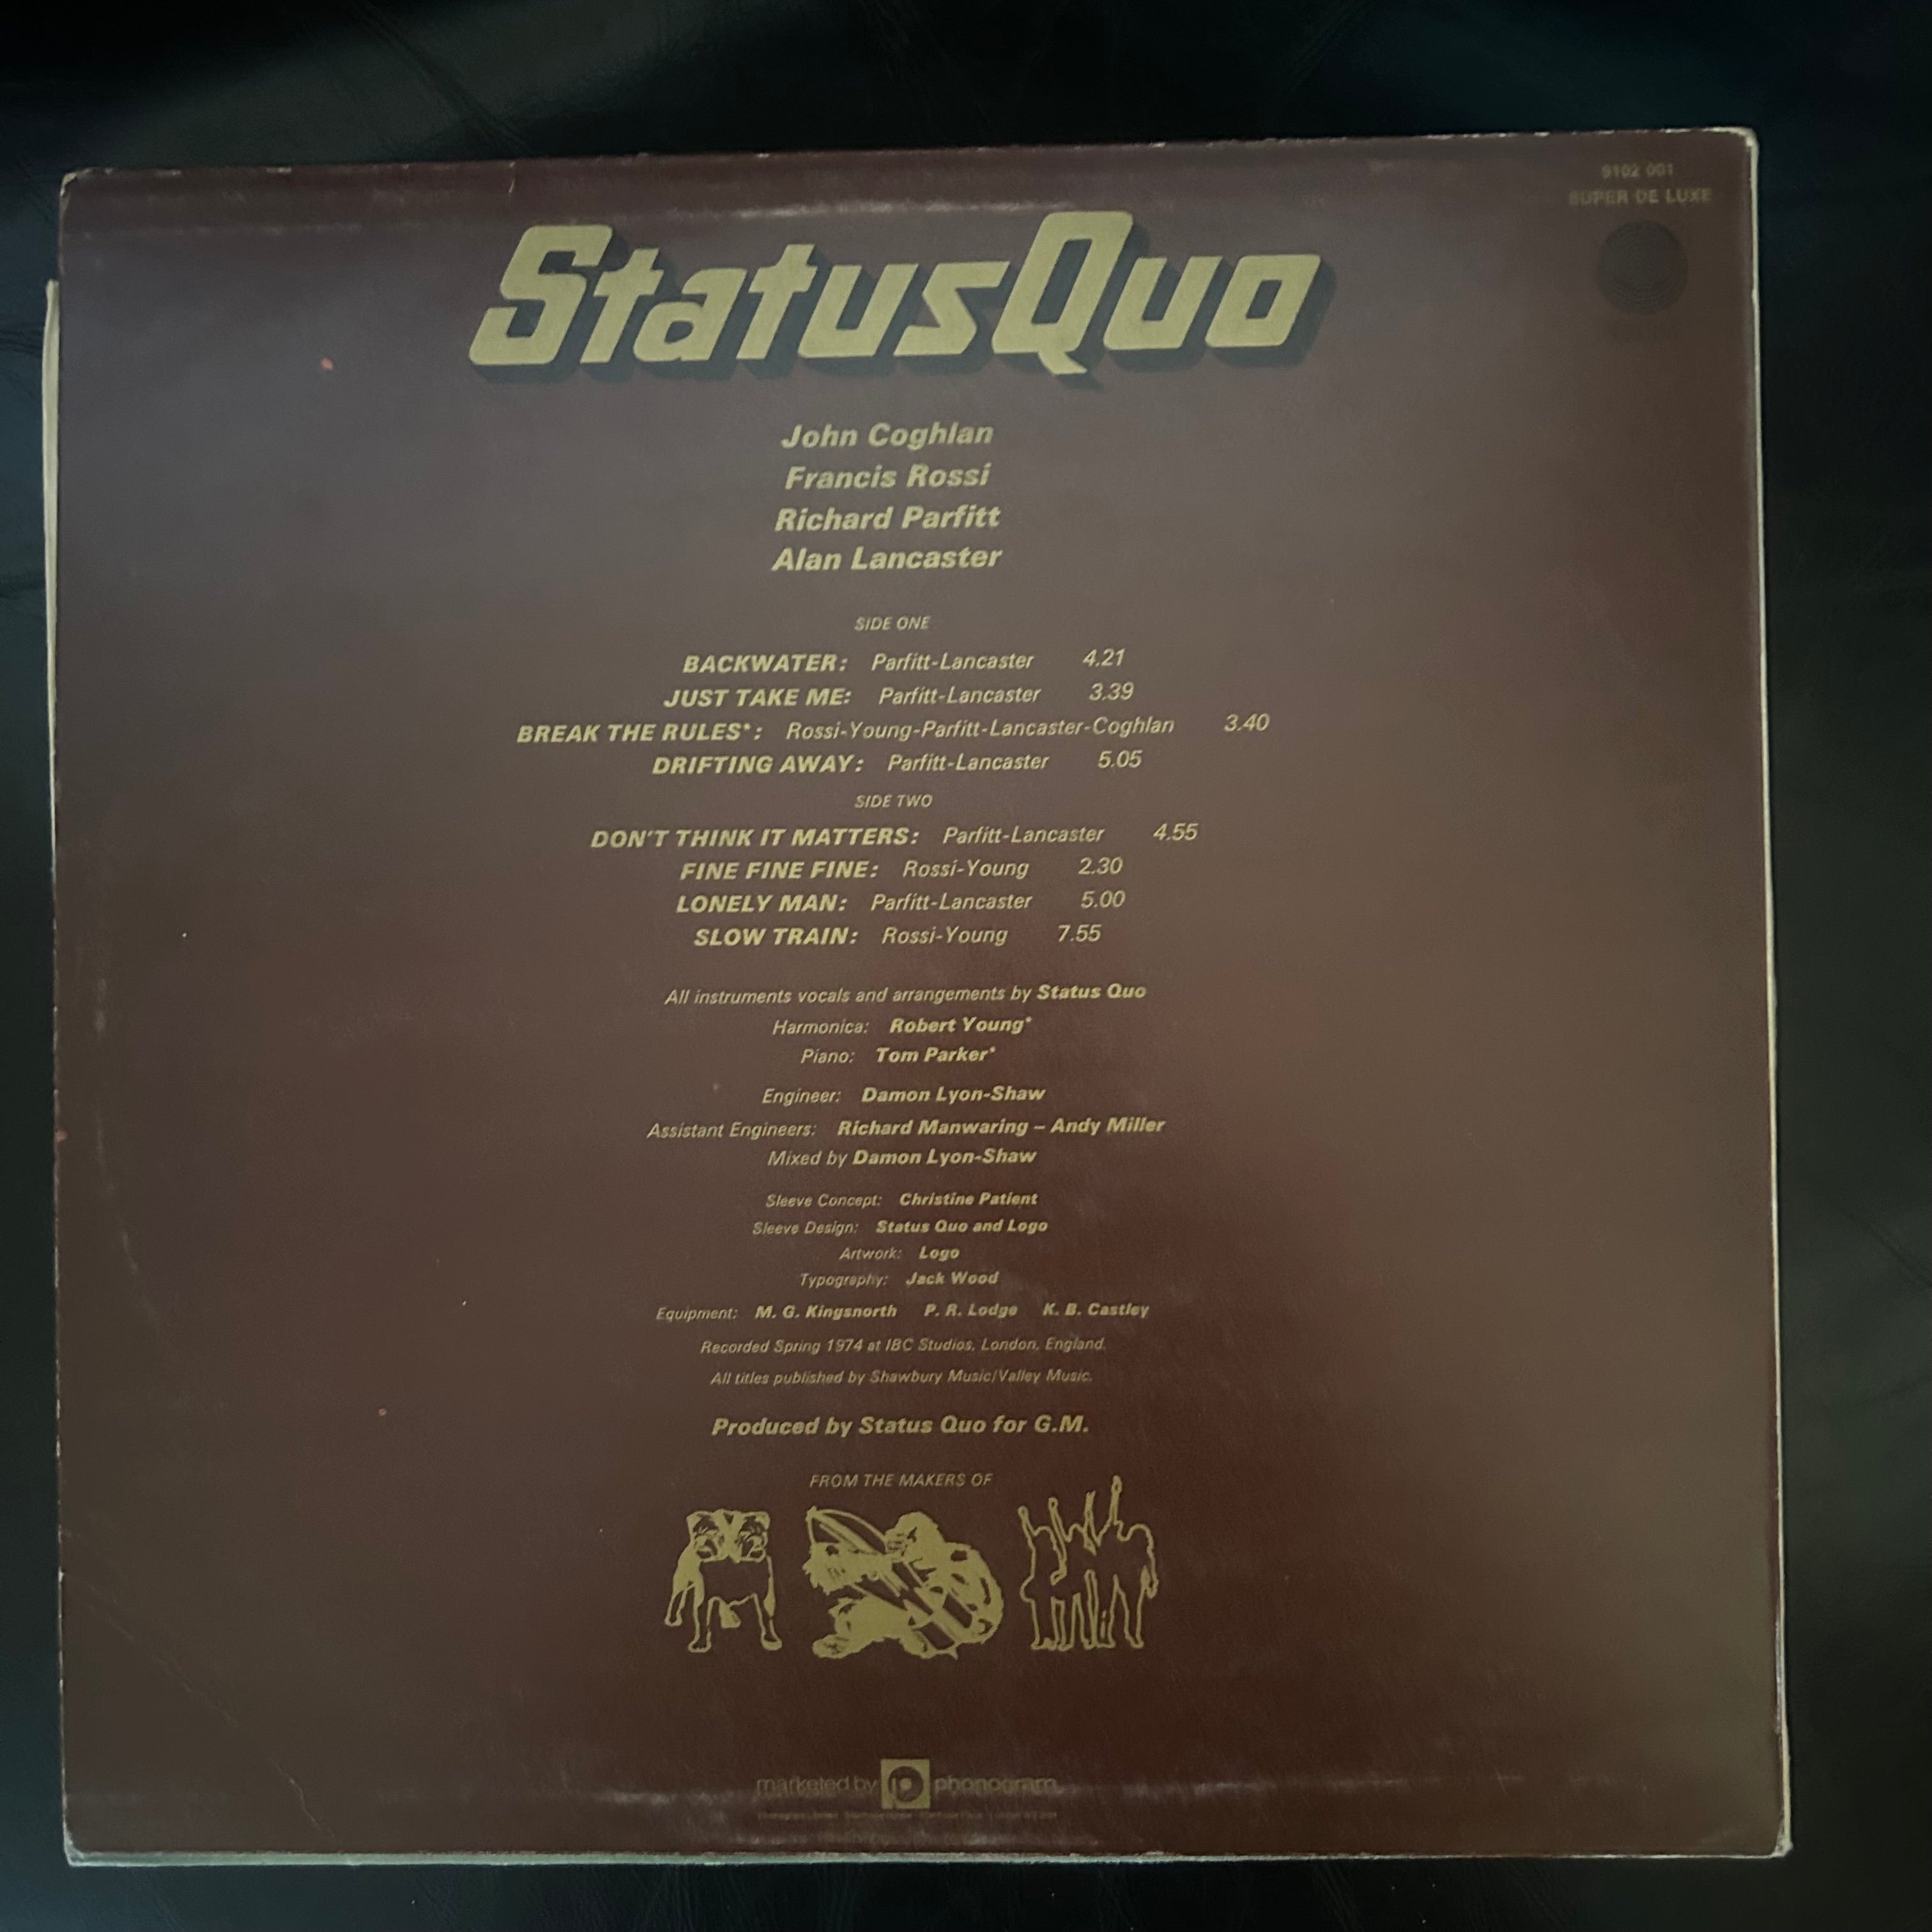 9102 001
SUPER DE LUXE
StatusQuo
John Coghlan
Francis Rossi
Richard Parfitt
Alan Lancaster
SIDE ONE
BACKWATER: Parfitt-Lancaster 4.21
JUST TAKE ME: Parfitt-Lancaster 3.39
BREAK THE RULES*: Rossi-Young-Parfitt-Lancaster-Coghlan 3.40
DRIFTING AWAY: Parfitt-Lancaster 5.05
SIDE TWO
DON'T THINK IT MATTERS: Parfitt-Lancaster 4.55
FINE FINE FINE: Rossi-Young 2.30
LONELY MAN: Parfitt-Lancaster 5.00
SLOW TRAIN: Rossi-Young 7.55
All instruments vocals and arrangements by Status Quo
Harmonica: Robert Young*
Piano: Tom Parker*
Engineer: Damon Lyon-Shaw
Assistant Engineers: Richard Manwaring – Andy Miller
Mixed by Damon Lyon-Shaw
Sleeve Concept: Christine Patient
Sleeve Design: Status Quo and Logo
Artwork: Logo
Typography: Jack Wood
Equipment: M. G. Kingsnorth P. R. Lodge K. B. Castley
Recorded Spring 1974 at IBC Studios, London, England.
All titles published by Shawbury Music/Valley Music.
Produced by Status Quo for G.M.
FROM THE MAKERS OF
marketed by phonogram